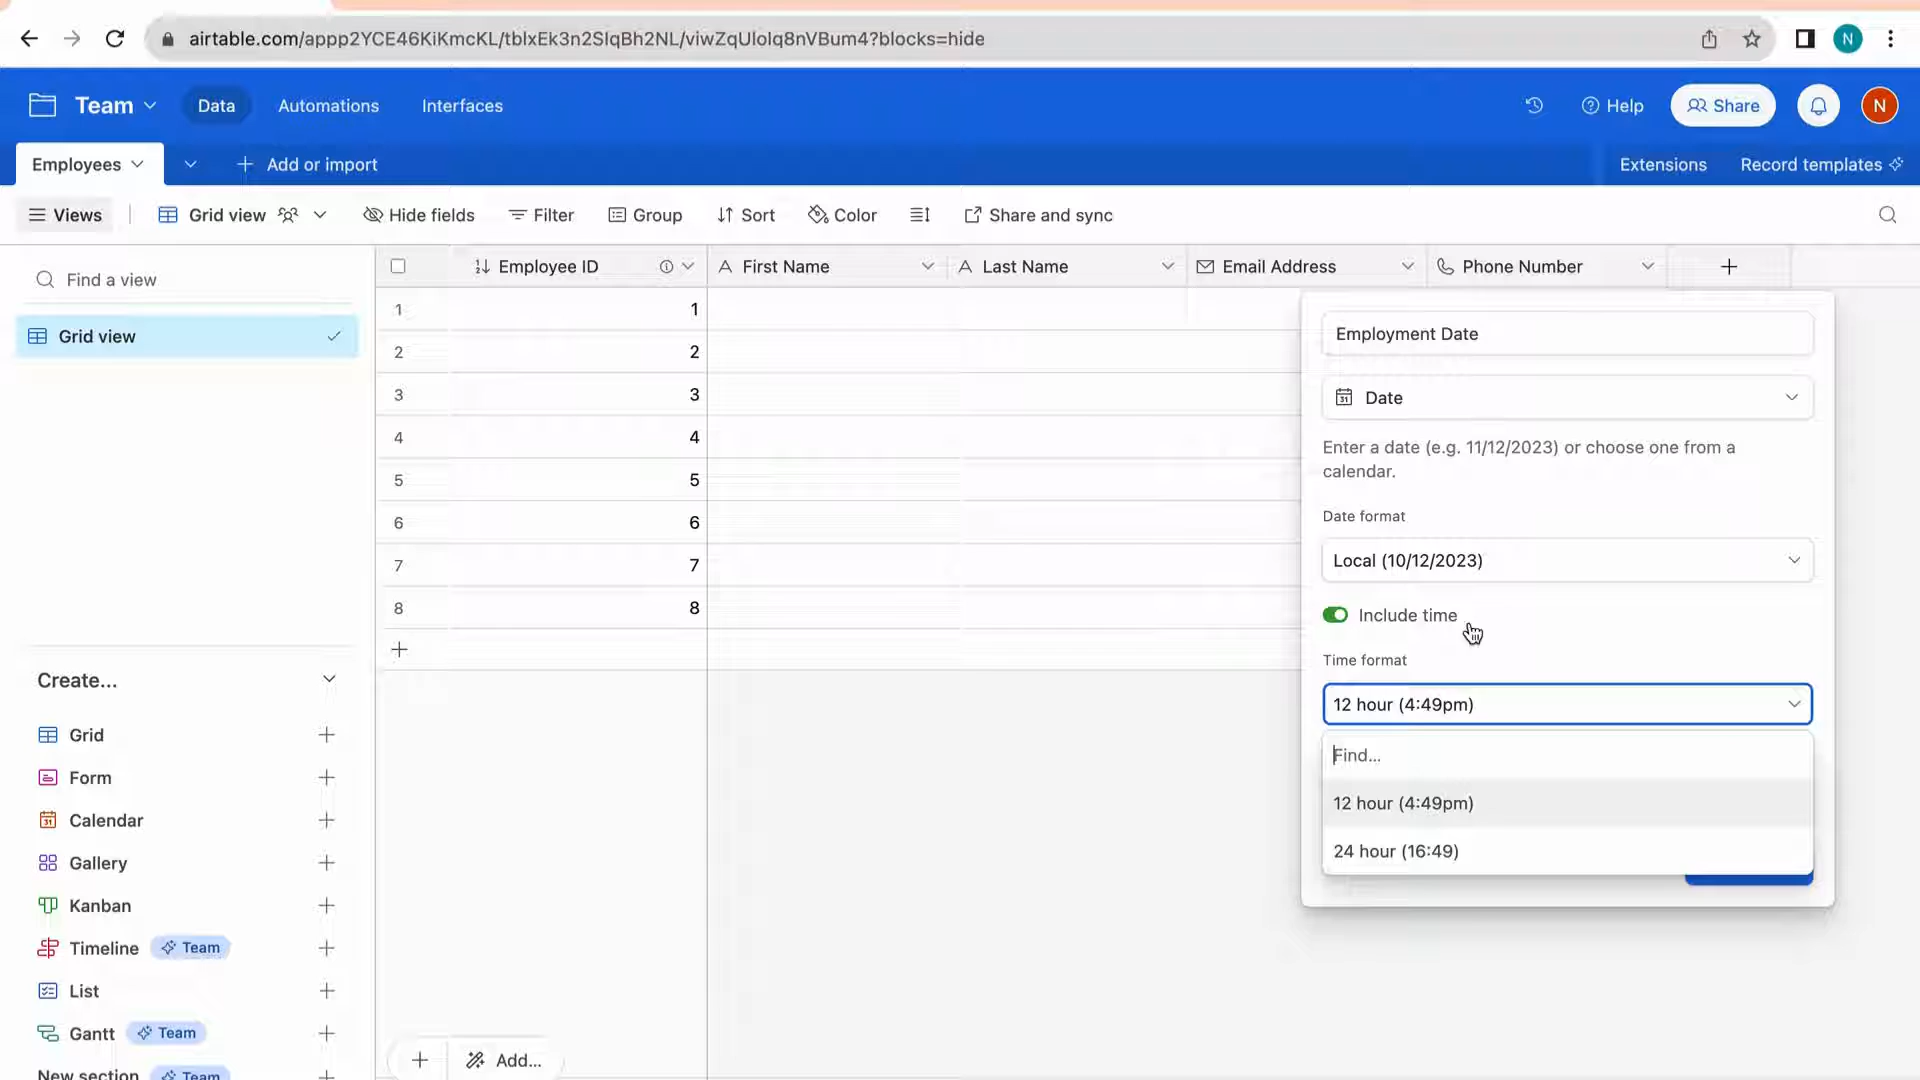 airtable.com/appp2YCE46KiKmcKL/tblxEk3n2SlqBh2NL/viwZqUloIq8nVBum4?blocks=hide
N
Team
Data
Automations
Interfaces
Help
Share
N
Employees
Add or import
Extensions
Record templates
Views
Grid view
Hide fields
Filter
Group
Sort
Color
Share and sync
Find a view
Grid view
Employee ID
First Name
Last Name
Email Address
Phone Number
1 1
2 2
3 3
4 4
5 5
6 6
7 7
8 8
Employment Date
Date
Enter a date (e.g. 11/12/2023) or choose one from a
calendar.
Date format
Local (10/12/2023)
Include time
Time format
12 hour (4:49pm)
Find...
12 hour (4:49pm)
24 hour (16:49)
Create...
Grid
Form
Calendar
Gallery
Kanban
Timeline Team
List
Gantt Team
New section Team
Add...